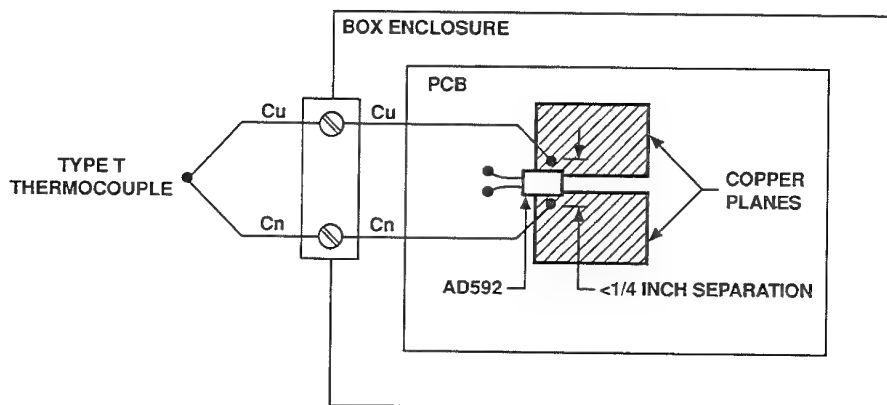 BOX ENCLOSURE
PCB
Cu
Cu
TYPE T
THERMOCOUPLE
COPPER
PLANES
Cn
Cn
AD592
<1/4 INCH SEPARATION